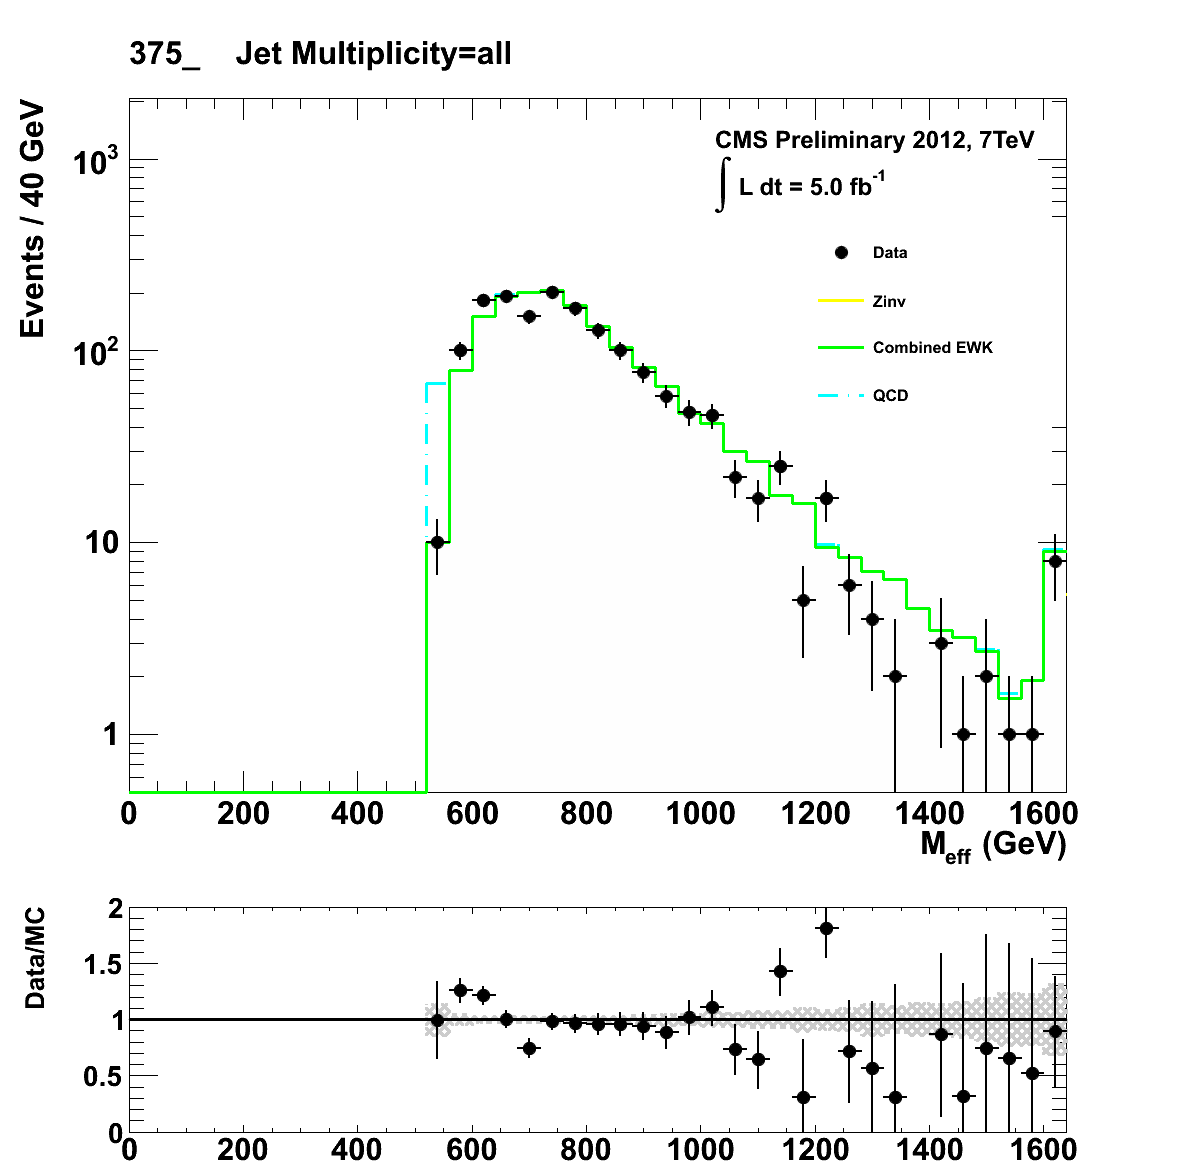 375_ Jet Multiplicity=all
Events / 40 GeV
CMS Preliminary 2012, 7TeV
∫ L dt = 5.0 fb⁻¹
Data
Zinv
Combined EWK
QCD
10³
10²
10
1
0 200 400 600 800 1000 1200 1400 1600
M_eff (GeV)
Data/MC
2
1.5
1
0.5
0
0 200 400 600 800 1000 1200 1400 1600